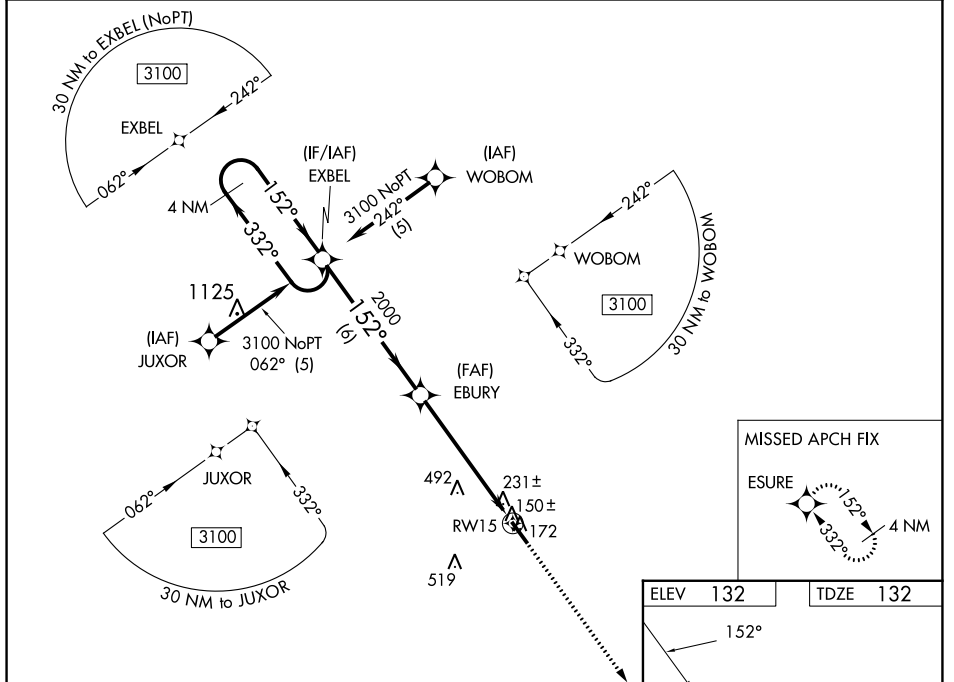 30 NM to EXBEL (NoPT)
3100
242°
EXBEL
062°
(IF/IAF)
EXBEL
(IAF)
WOBOM
3100 NoPT
242°
(5)
4 NM
152°
332°
1125
(IAF)
JUXOR
3100 NoPT
062° (5)
2000
152°
(6)
242°
WOBOM
3100
332°
30 NM to WOBOM
(FAF)
EBURY
JUXOR
062°
332°
3100
30 NM to JUXOR
492
231±
150±
RW15
172
519
MISSED APCH FIX
ESURE
152°
332°
4 NM
ELEV 132
TDZE 132
152°